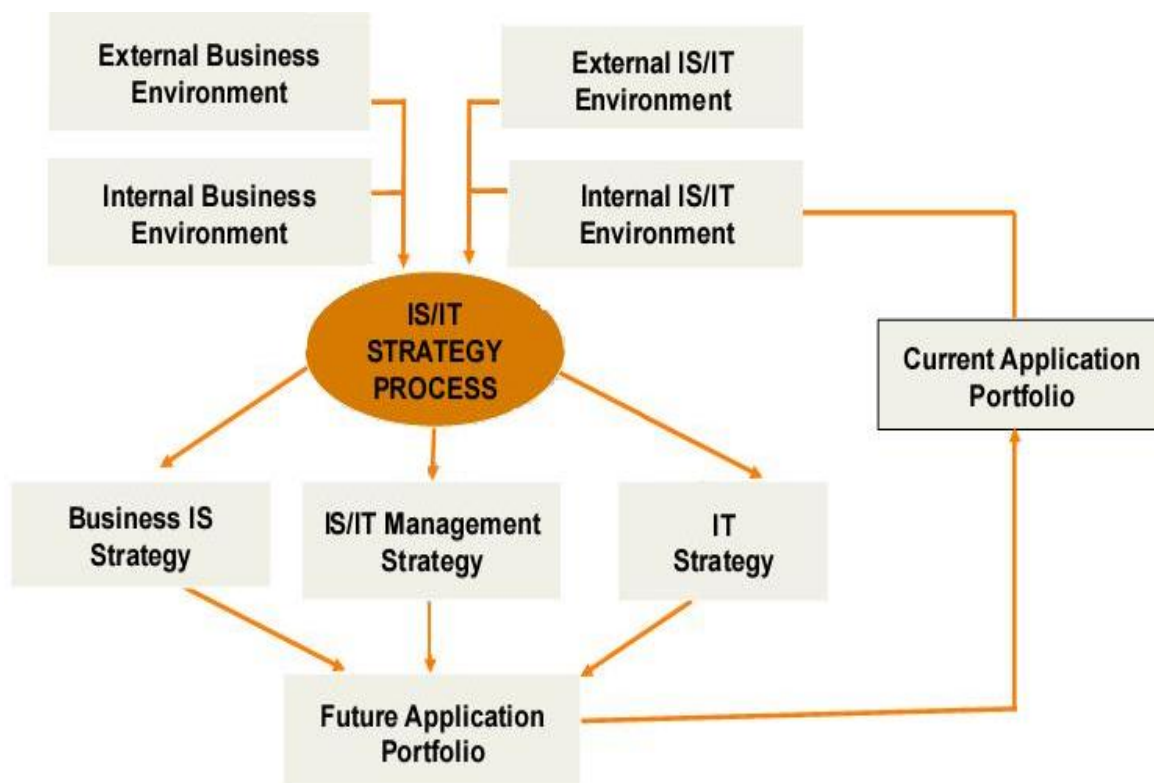 External Business
Environment
External IS/IT
Environment
Internal Business
Environment
Internal IS/IT
Environment
IS/IT
STRATEGY
PROCESS
Current Application
Portfolio
Business IS
Strategy
IS/IT Management
Strategy
IT
Strategy
Future Application
Portfolio